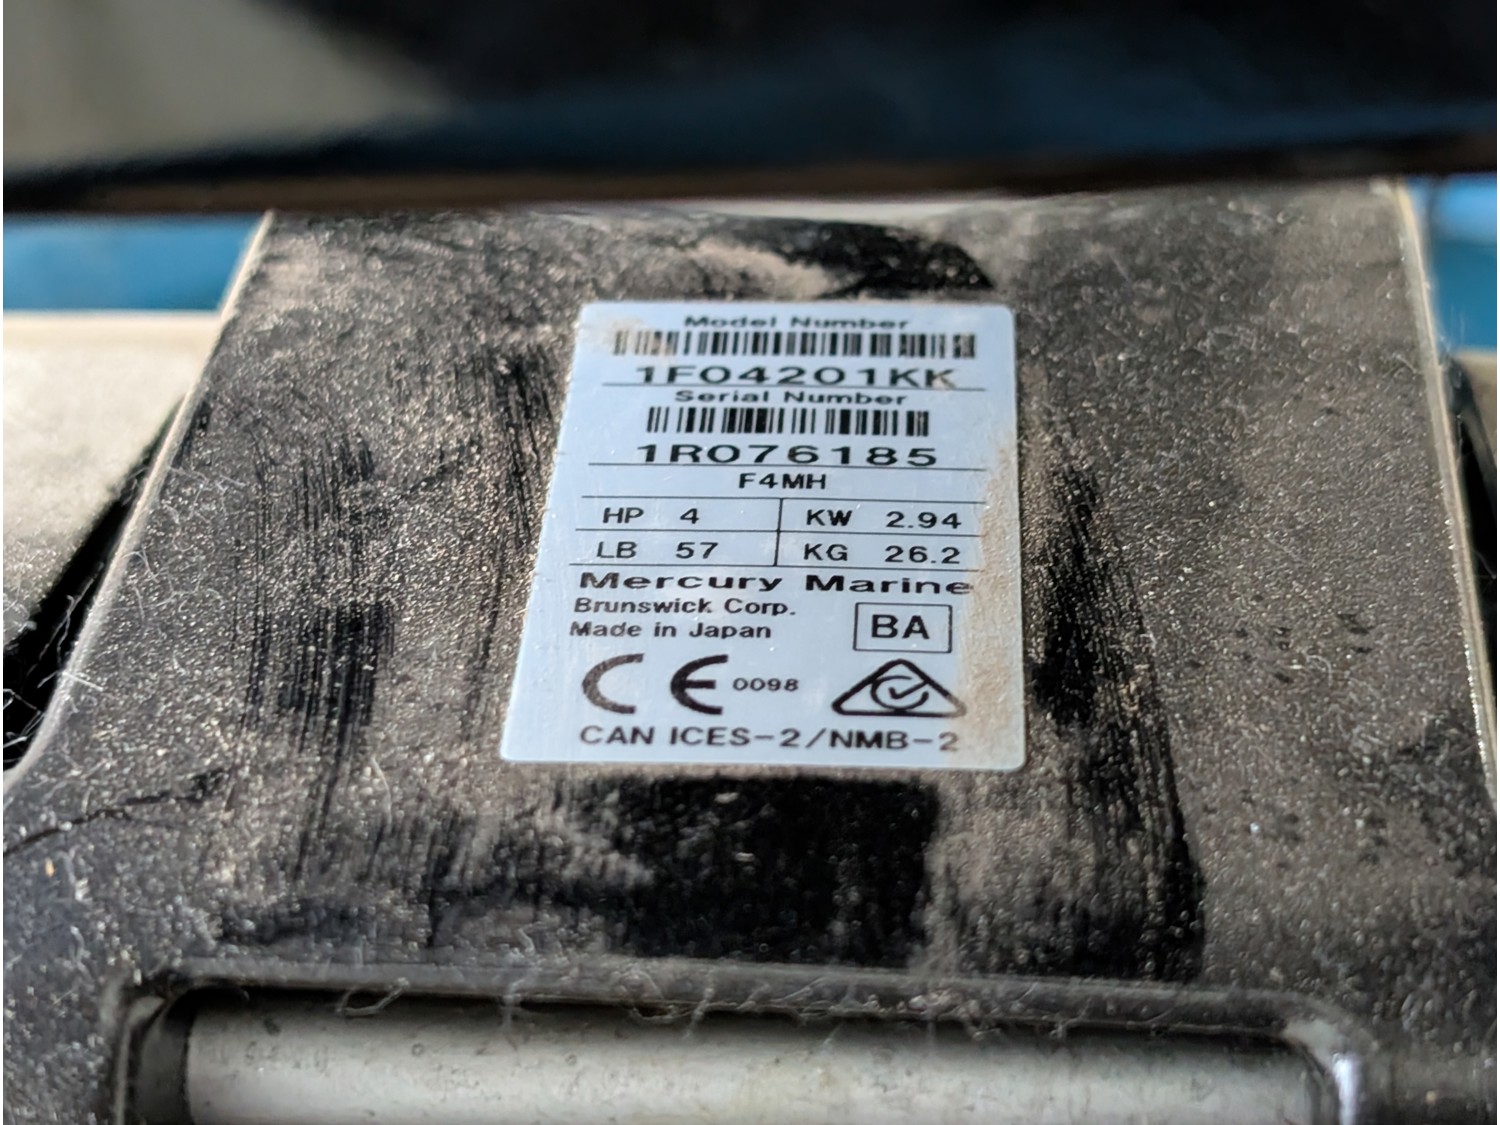 Model Number
1F04201KK
Serial Number
1R076185
F4MH
HP 4 KW 2.94
LB 57 KG 26.2
Mercury Marine
Brunswick Corp.
Made in Japan
BA
CE 0098
CAN ICES-2/NMB-2